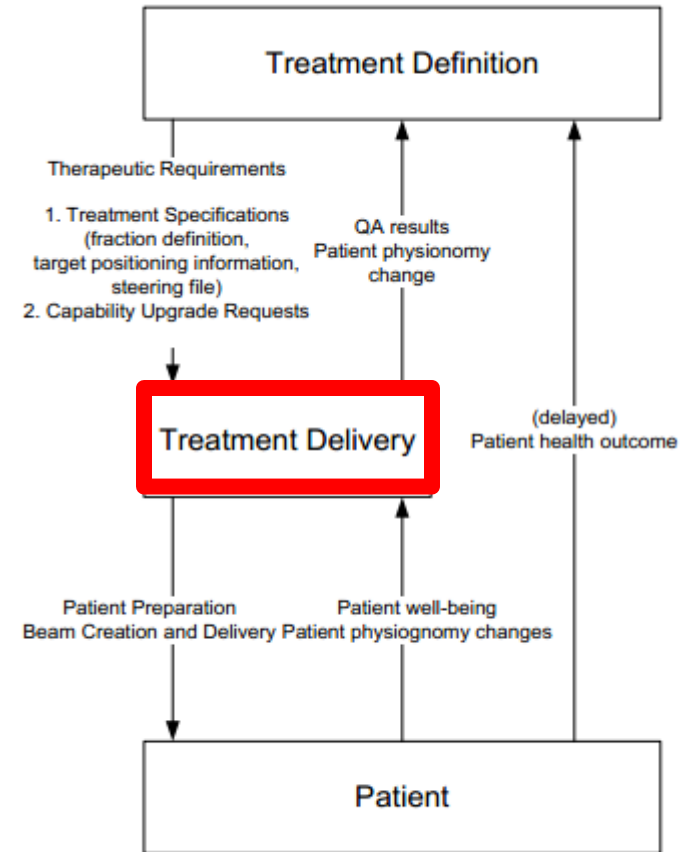 Treatment Definition
Therapeutic Requirements
1. Treatment Specifications
(fraction definition,
target positioning information,
steering file)
2. Capability Upgrade Requests
QA results
Patient physionomy
change
(delayed)
Patient health outcome
Treatment Delivery
Patient Preparation
Beam Creation and Delivery
Patient well-being
Patient physiognomy changes
Patient